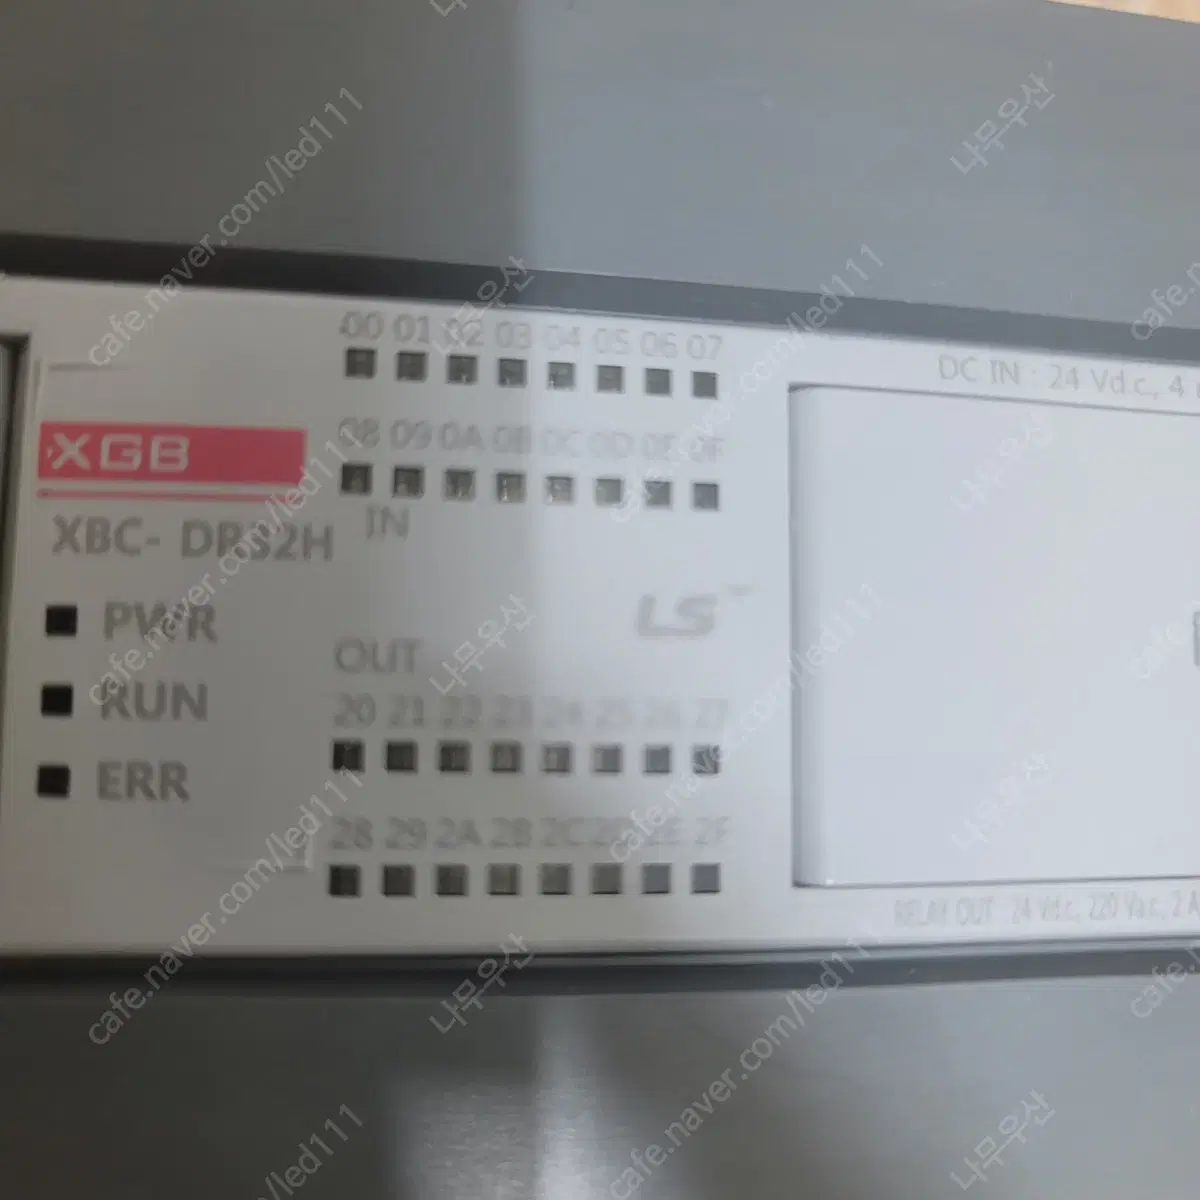 00 01 02 03 04 05 06 07
DC IN : 24 Vd.c., 4
XGB
08 09 0A 0B 0C 0D 0E 0F
IN
XBC- DR32H
LS
PWR
OUT
RUN
20 21 22 23 24 25 26 27
ERR
28 29 2A 2B 2C 2D 2E 2F
RELAY OUT 24 Vd.c, 220 Va.c, 2 A
cafe.naver.com/led111
나무우산